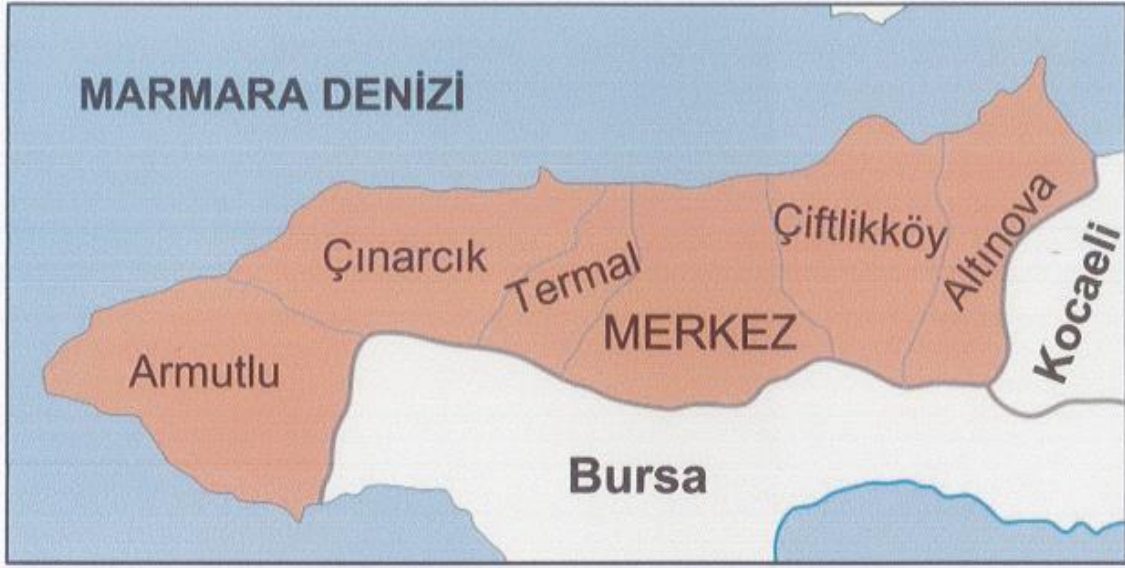 MARMARA DENİZİ
Çınarcık
Termal
Çiftlikköy
Altınova
Kocaeli
Armutlu
MERKEZ
Bursa